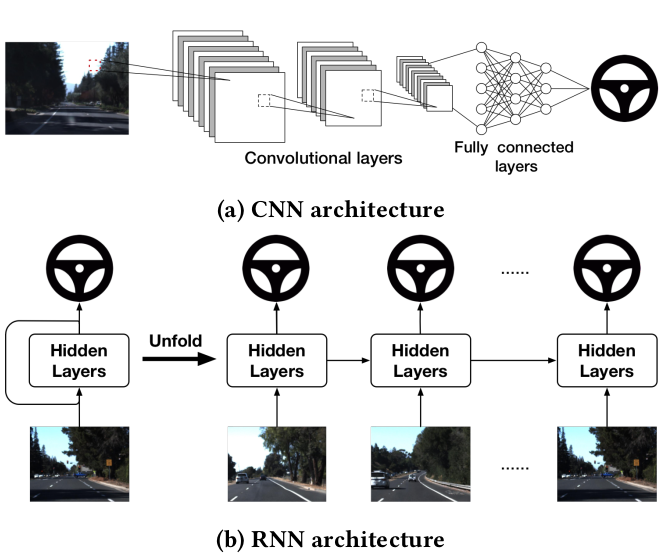 Convolutional layers
Fully connected
layers
(a) CNN architecture
Unfold
Hidden
Layers
Hidden
Layers
Hidden
Layers
Hidden
Layers
......
......
(b) RNN architecture